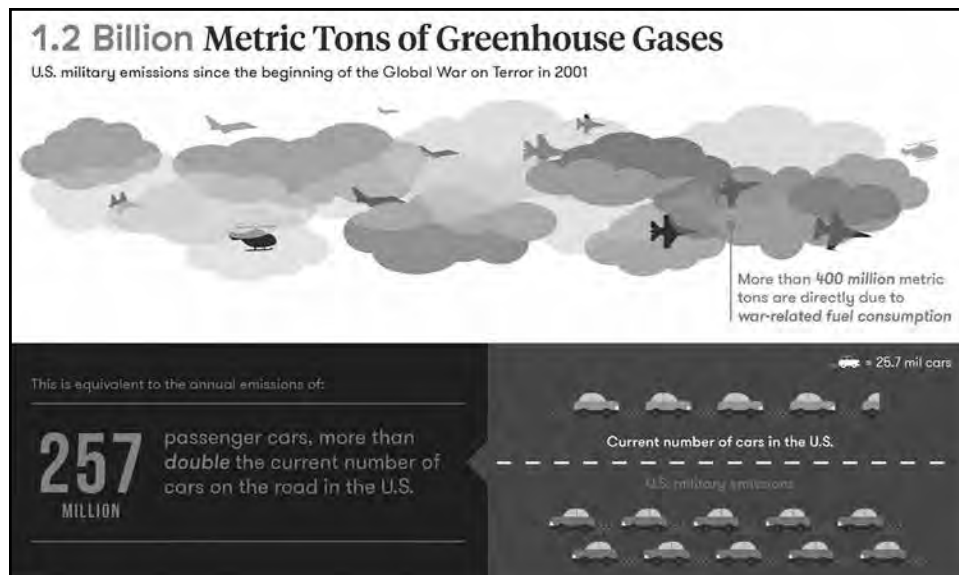 1.2 Billion Metric Tons of Greenhouse Gases
U.S. military emissions since the beginning of the Global War on Terror in 2001
More than 400 million metric
tons are directly due to
war-related fuel consumption
This is equivalent to the annual emissions of:
257
MILLION
passenger cars, more than
double the current number of
cars on the road in the U.S.
= 25.7 mil cars
Current number of cars in the U.S.
U.S. military emissions